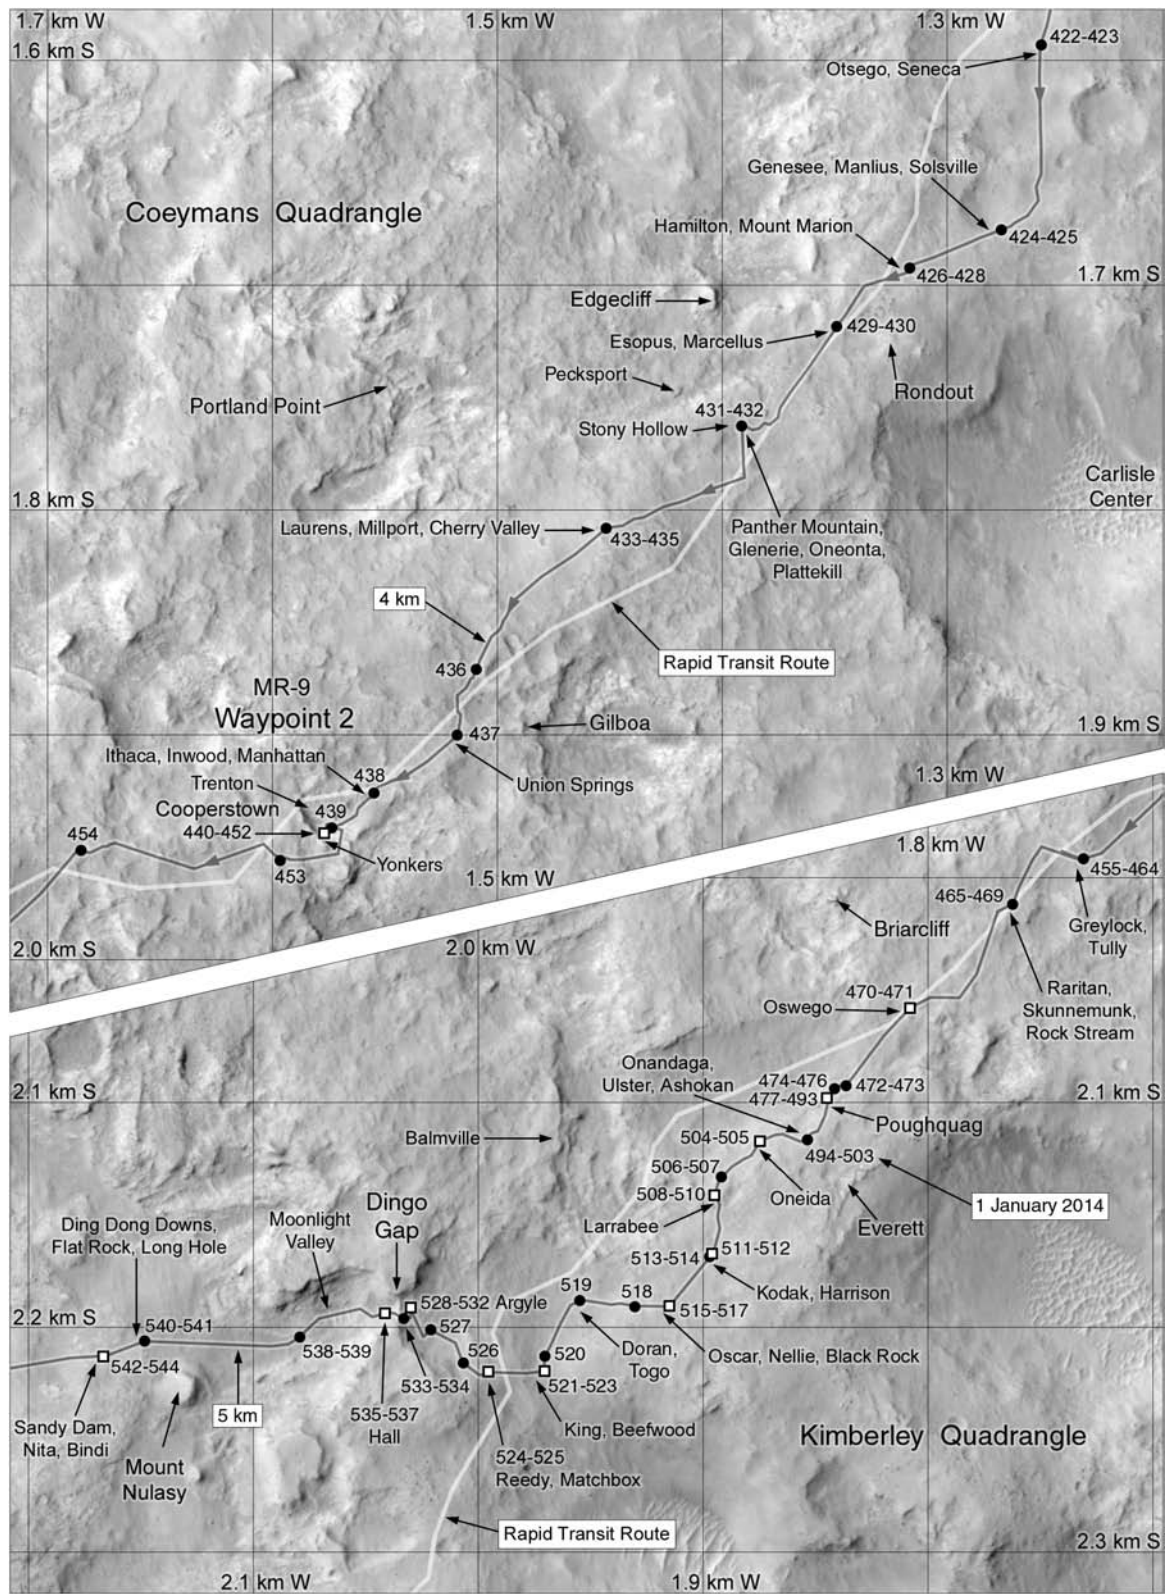 1.7 km W
1.5 km W
1.3 km W
1.6 km S
422-423
Otsego, Seneca
Genesee, Manlius, Solsville
424-425
Coeymans Quadrangle
Hamilton, Mount Marion
426-428
1.7 km S
Edgecliff
429-430
Esopus, Marcellus
Pecksport
Rondout
Portland Point
431-432
Stony Hollow
Carlisle
Center
1.8 km S
Laurens, Millport, Cherry Valley
433-435
Panther Mountain,
Glenerie, Oneonta,
Plattekill
4 km
Rapid Transit Route
436
MR-9
Waypoint 2
Gilboa
437
1.9 km S
Ithaca, Inwood, Manhattan
438
Union Springs
Trenton
Cooperstown
439
440-452
454
Yonkers
453
1.5 km W
2.0 km S
1.3 km W
1.8 km W
455-464
465-469
Greylock,
Tully
Briarcliff
2.0 km W
470-471
Oswego
Raritan,
Skunnemunk,
Rock Stream
Onandaga,
Ulster, Ashokan
474-476
472-473
477-493
2.1 km S
2.1 km S
Poughquag
Balmville
504-505
494-503
506-507
Oneida
508-510
1 January 2014
Larrabee
Everett
Dingo
Gap
Moonlight
Valley
Ding Dong Downs,
Flat Rock, Long Hole
511-512
513-514
Kodak, Harrison
519
518
515-517
528-532 Argyle
2.2 km S
2.2 km S
527
540-541
538-539
526
520
Doran,
Togo
Oscar, Nellie, Black Rock
542-544
533-534
521-523
535-537
Hall
5 km
Sandy Dam,
Nita, Bindi
King, Beefwood
Mount
Nulasy
524-525
Reedy, Matchbox
Kimberley Quadrangle
Rapid Transit Route
2.3 km S
2.1 km W
1.9 km W